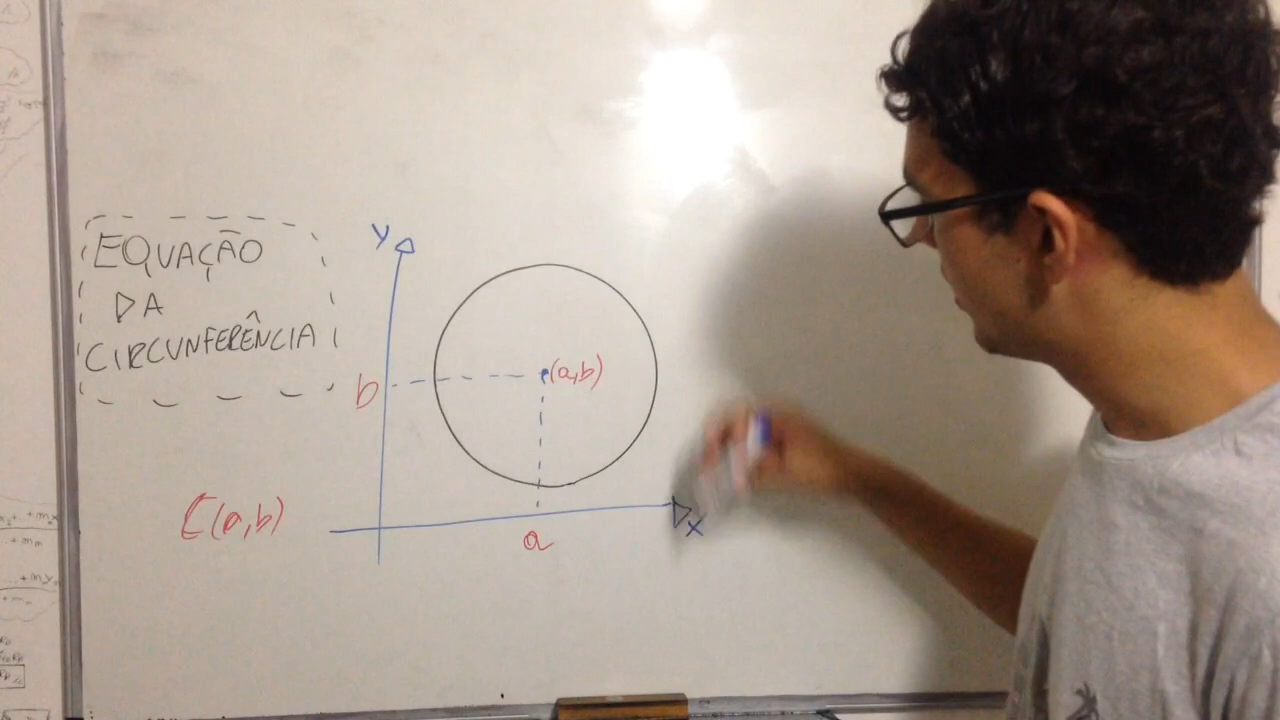 EQUAÇÃO
DA
CIRCUNFERÊNCIA
y
(a,b)
b
C(a,b)
x
a